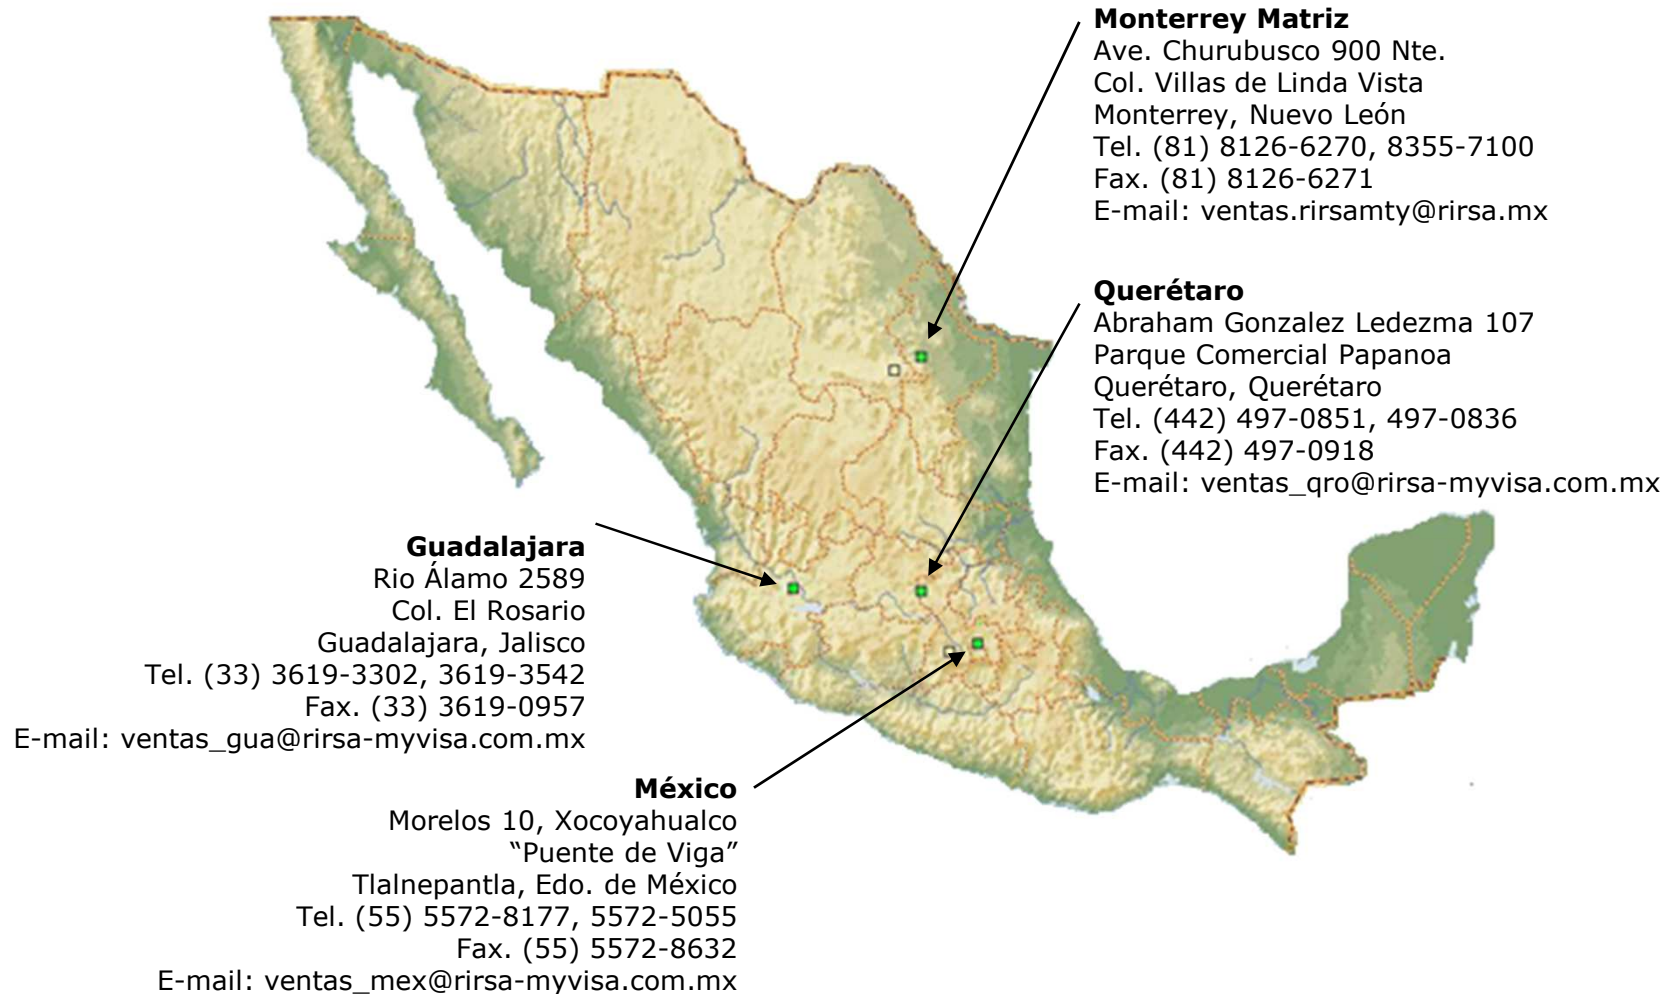 Monterrey Matriz
Ave. Churubusco 900 Nte.
Col. Villas de Linda Vista
Monterrey, Nuevo León
Tel. (81) 8126-6270, 8355-7100
Fax. (81) 8126-6271
E-mail: ventas.rirsamty@rirsa.mx
Querétaro
Abraham Gonzalez Ledezma 107
Parque Comercial Papanoa
Querétaro, Querétaro
Tel. (442) 497-0851, 497-0836
Fax. (442) 497-0918
E-mail: ventas_qro@rirsa-myvisa.com.mx
Guadalajara
Rio Álamo 2589
Col. El Rosario
Guadalajara, Jalisco
Tel. (33) 3619-3302, 3619-3542
Fax. (33) 3619-0957
E-mail: ventas_gua@rirsa-myvisa.com.mx
México
Morelos 10, Xocoyahualco
“Puente de Viga”
Tlalnepantla, Edo. de México
Tel. (55) 5572-8177, 5572-5055
Fax. (55) 5572-8632
E-mail: ventas_mex@rirsa-myvisa.com.mx